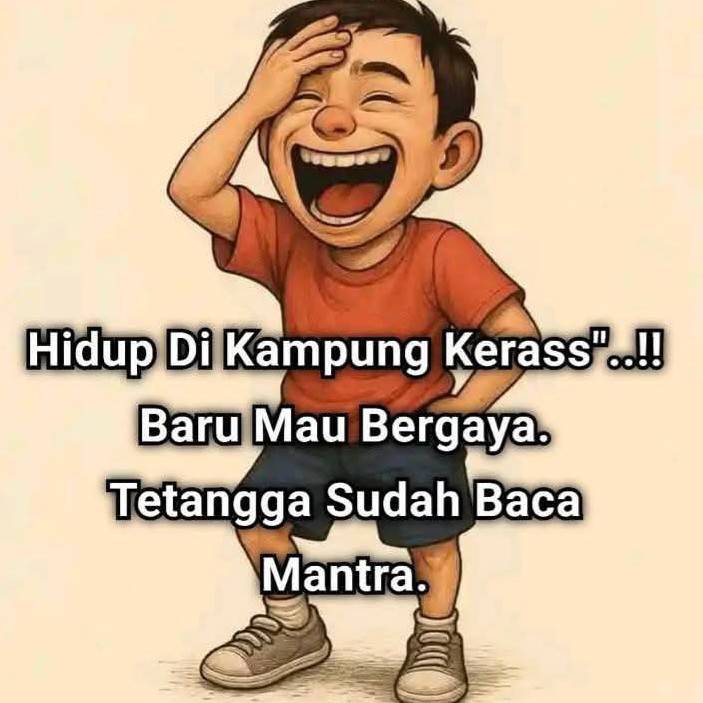 Hidup Di Kampung Kerass"..!!
Baru Mau Bergaya.
Tetangga Sudah Baca
Mantra.